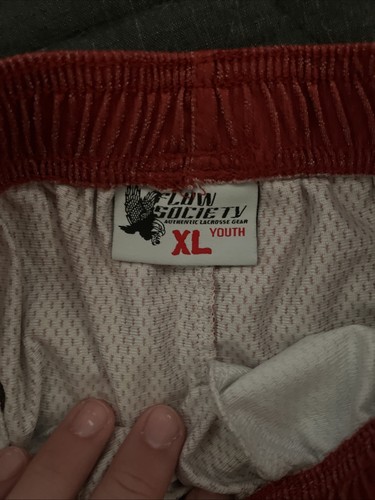 FLOW
SOCIETY
AUTHENTIC LACROSSE GEAR
XL YOUTH